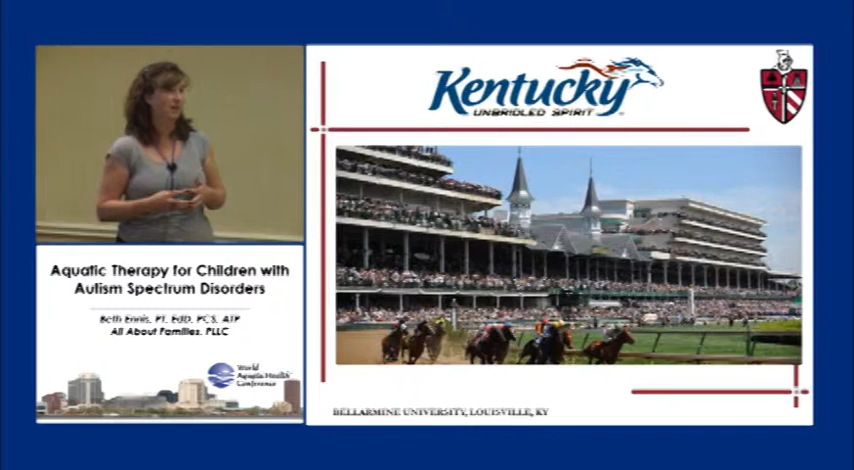 Kentucky
UNBRIDLED SPIRIT
Aquatic Therapy for Children with
Autism Spectrum Disorders
Beth Ennis, PT, EdD, PCS, ATP
All About Families, PLLC
World
Aquatic Health
Conference
BELLARMINE UNIVERSITY, LOUISVILLE, KY